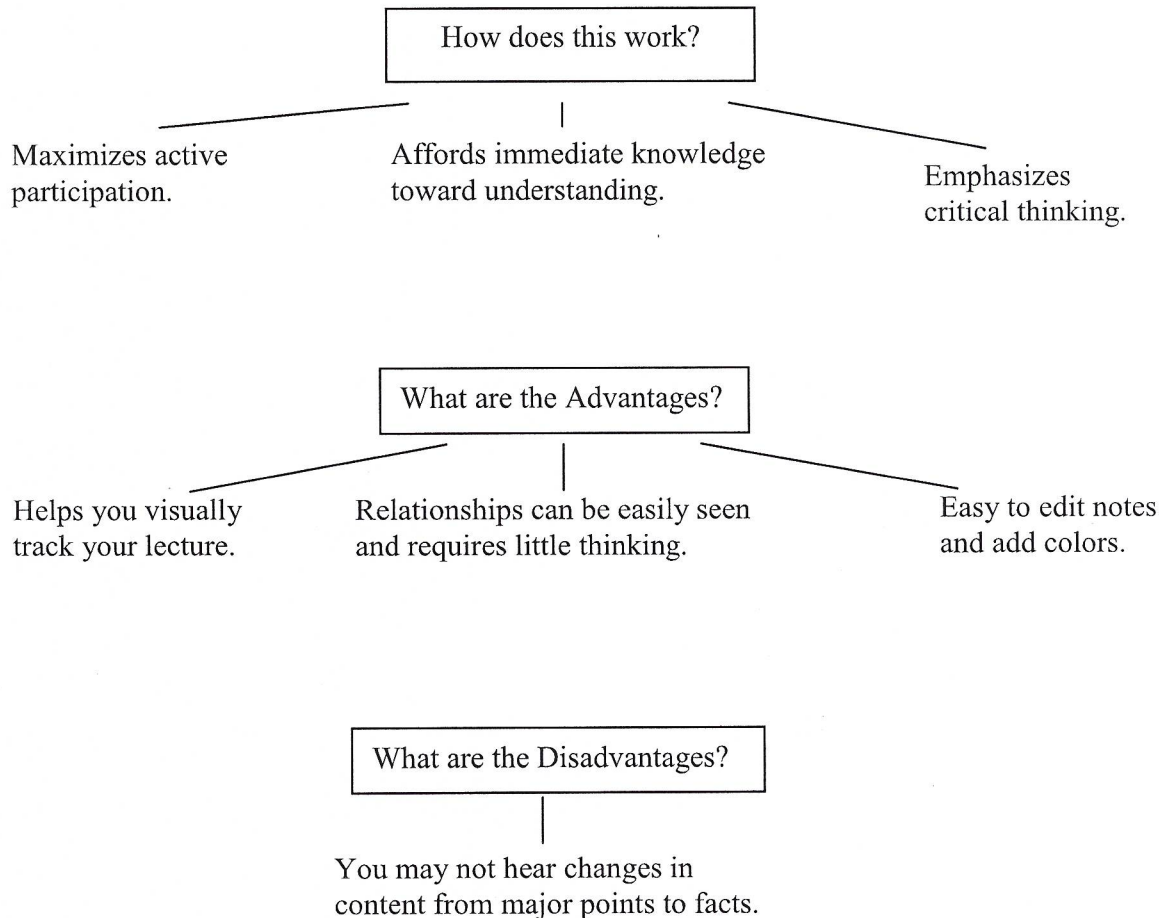 How does this work?
Maximizes active
participation.
Affords immediate knowledge
toward understanding.
Emphasizes
critical thinking.
What are the Advantages?
Helps you visually
track your lecture.
Relationships can be easily seen
and requires little thinking.
Easy to edit notes
and add colors.
What are the Disadvantages?
You may not hear changes in
content from major points to facts.